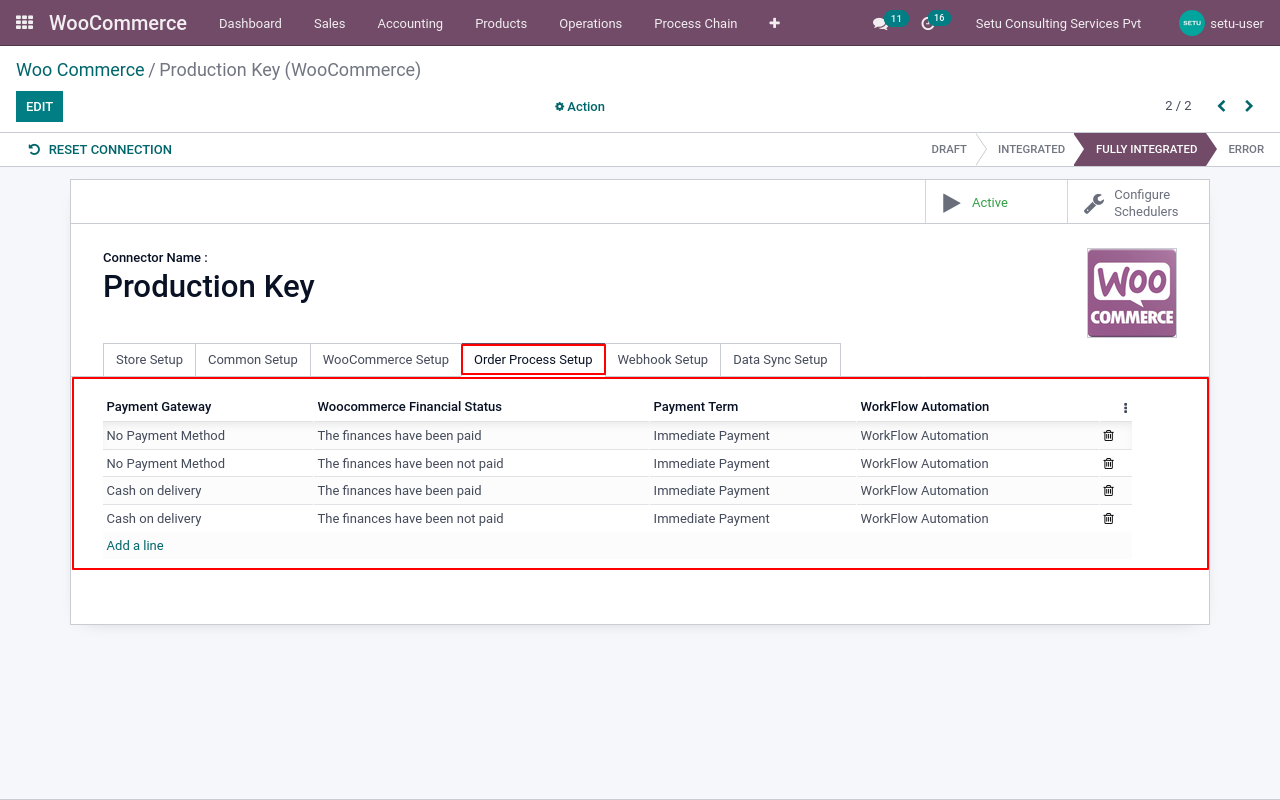 WooCommerce Dashboard Sales Accounting Products Operations Process Chain 11 16 Setu Consulting Services Pvt SETU setu-user
Woo Commerce / Production Key (WooCommerce)
EDIT Action 2 / 2
RESET CONNECTION DRAFT INTEGRATED FULLY INTEGRATED ERROR
Active Configure Schedulers
Connector Name :
Production Key
WOO
COMMERCE
Store Setup Common Setup WooCommerce Setup Order Process Setup Webhook Setup Data Sync Setup
Payment Gateway Woocommerce Financial Status Payment Term WorkFlow Automation
No Payment Method The finances have been paid Immediate Payment WorkFlow Automation
No Payment Method The finances have been not paid Immediate Payment WorkFlow Automation
Cash on delivery The finances have been paid Immediate Payment WorkFlow Automation
Cash on delivery The finances have been not paid Immediate Payment WorkFlow Automation
Add a line